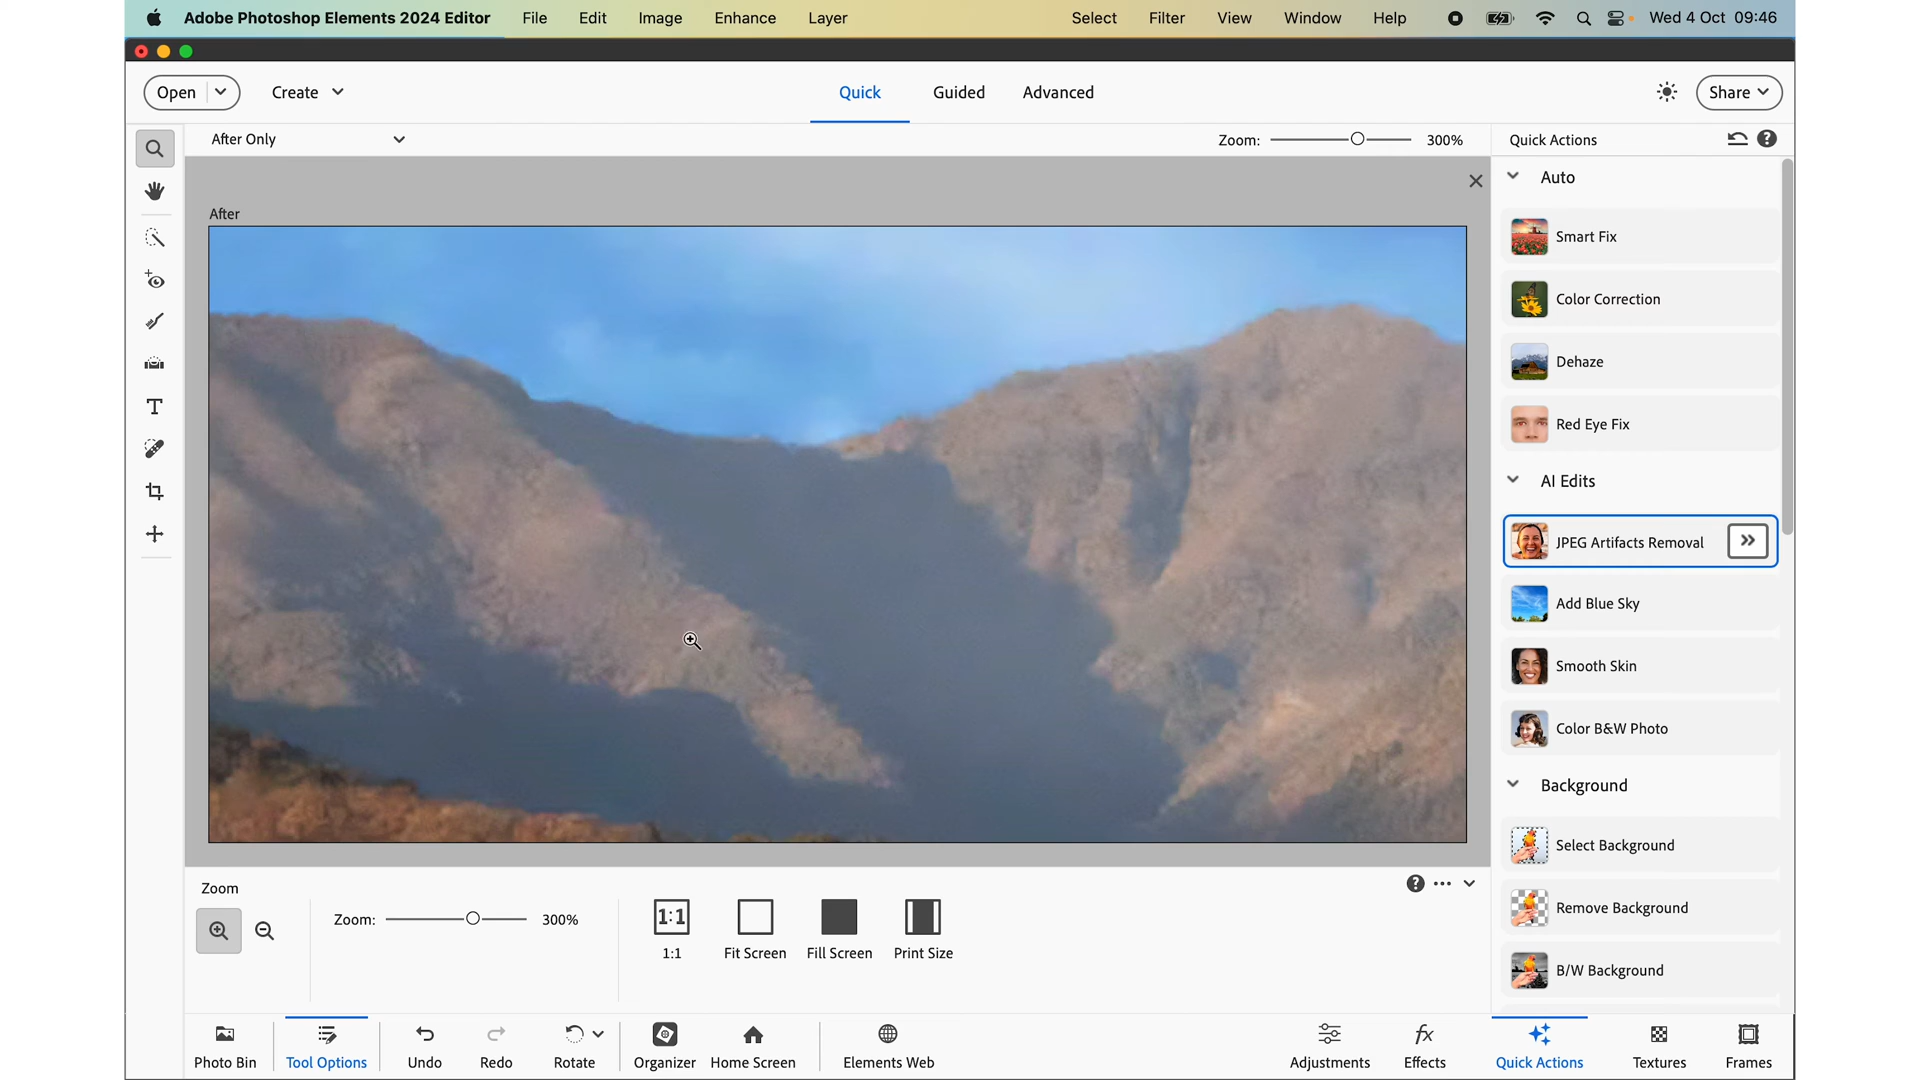 Adobe Photoshop Elements 2024 Editor File Edit Image Enhance Layer Select Filter View Window Help Wed 4 Oct 09:46
Open Create Quick Guided Advanced Share
After Only Zoom: 300% Quick Actions
Auto
After
Smart Fix
Color Correction
Dehaze
Red Eye Fix
AI Edits
JPEG Artifacts Removal
Add Blue Sky
Smooth Skin
Color B&W Photo
Background
Select Background
Remove Background
B/W Background
Zoom
Zoom: 300%
1:1
1:1 Fit Screen Fill Screen Print Size
Photo Bin Tool Options Undo Redo Rotate Organizer Home Screen Elements Web Adjustments Effects Quick Actions Textures Frames